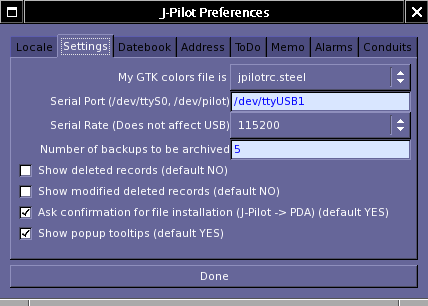 J-Pilot Preferences
Locale Settings Datebook Address ToDo Memo Alarms Conduits
My GTK colors file is jpilotrc.steel
Serial Port (/dev/ttyS0, /dev/pilot) /dev/ttyUSB1
Serial Rate (Does not affect USB) 115200
Number of backups to be archived 5
Show deleted records (default NO)
Show modified deleted records (default NO)
Ask confirmation for file installation (J-Pilot -> PDA) (default YES)
Show popup tooltips (default YES)
Done